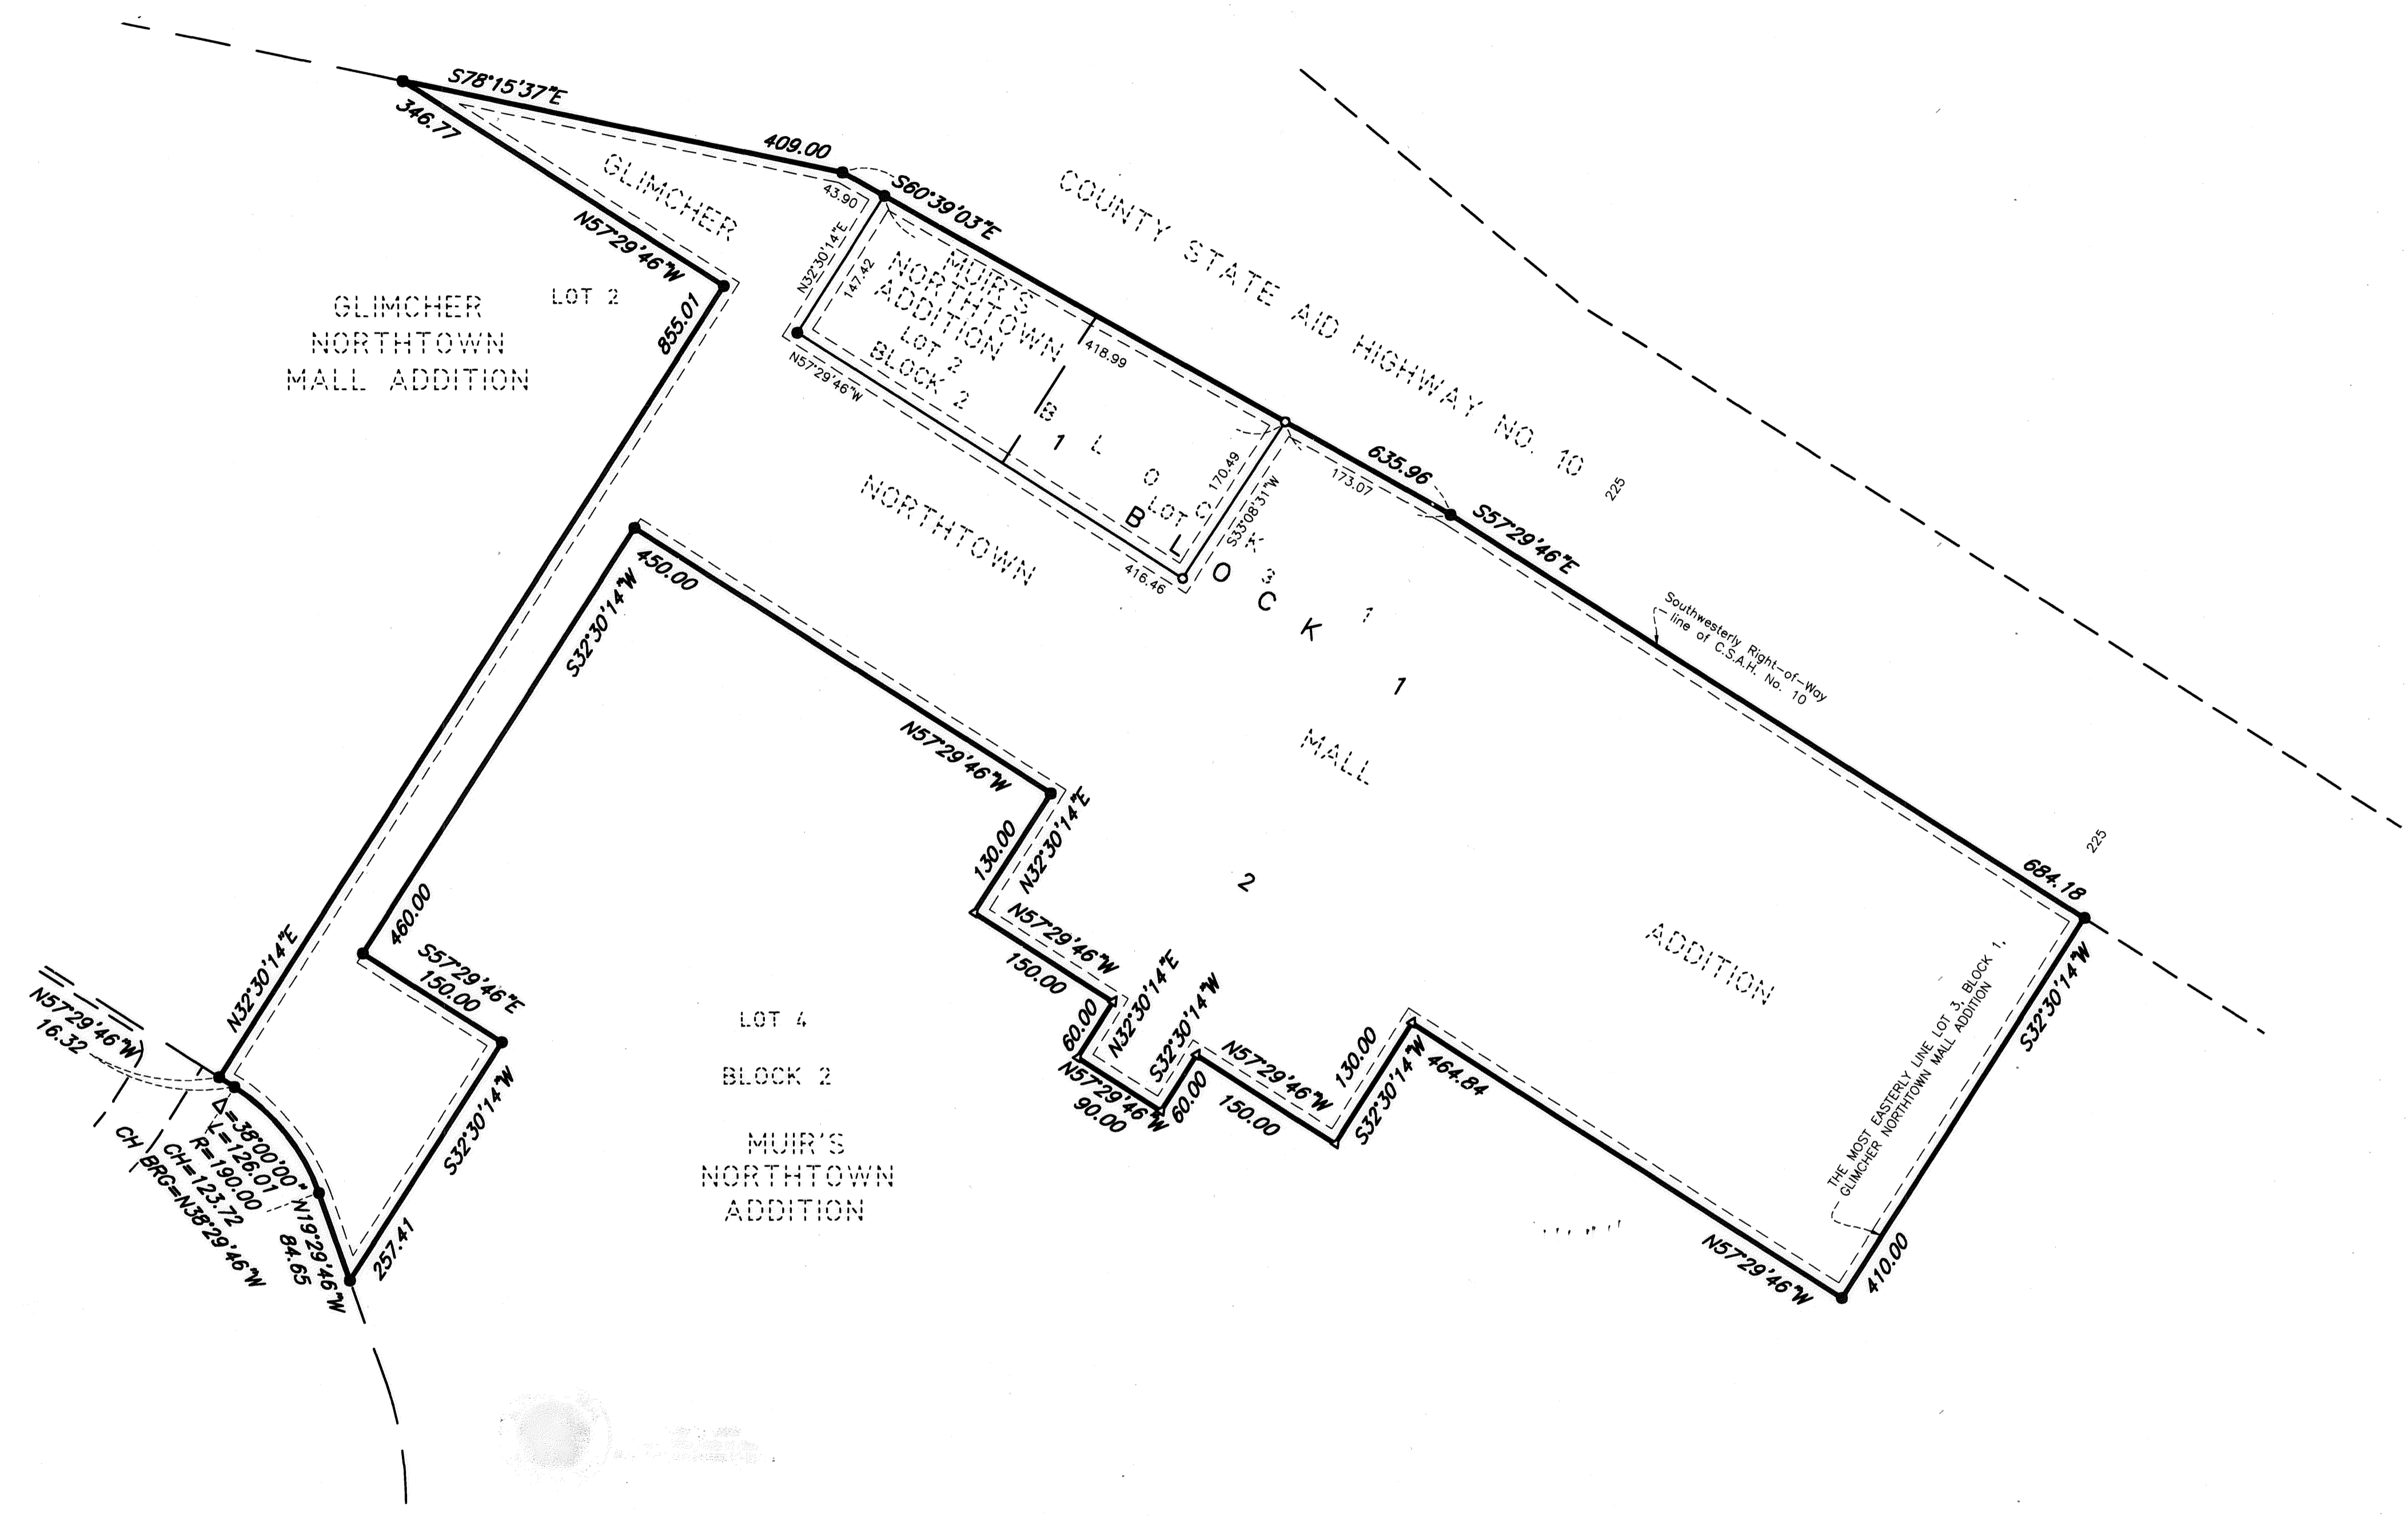 S78°15'37"E
346.77
409.00
GLIMCHER
43.90
S60°39'03"E
N57°29'46"W
COUNTY STATE AID HIGHWAY NO. 10
N32°30'14"E
147.42
MUIR'S
NORTHTOWN
ADDITION
LOT 2
BLOCK 2
418.99
GLIMCHER
NORTHTOWN
MALL ADDITION
LOT 2
855.01
N57°29'46"W
BLOCK 3
1
LOT
BLOCK 1
170.49
S33°08'31"W
416.46
635.96
173.07
225
S57°29'46"E
NORTHTOWN
1
2
450.00
S32°30'14"W
N57°29'46"W
Southwesterly Right-of-Way
line of C.S.A.H. No. 10
MALL
130.00
N32°30'14"E
684.18
225
ADDITION
460.00
S57°29'46"E
150.00
N57°29'46"W
150.00
60.00
N32°30'14"E
S32°30'14"W
N57°29'46"W
90.00
60.00
N57°29'46"W
150.00
130.00
S32°30'14"W
464.84
THE MOST EASTERLY LINE LOT 3, BLOCK 1,
GLIMCHER NORTHTOWN MALL ADDITION
S32°30'14"W
410.00
N57°29'46"W
N32°30'14"E
N57°29'46"W
16.32
LOT 4
BLOCK 2
MUIR'S
NORTHTOWN
ADDITION
S32°30'14"W
257.41
Δ=38°00'00"
L=126.01
R=190.00
CH=123.72
CH BRG=N38°29'46"W
N19°29'46"W
84.65